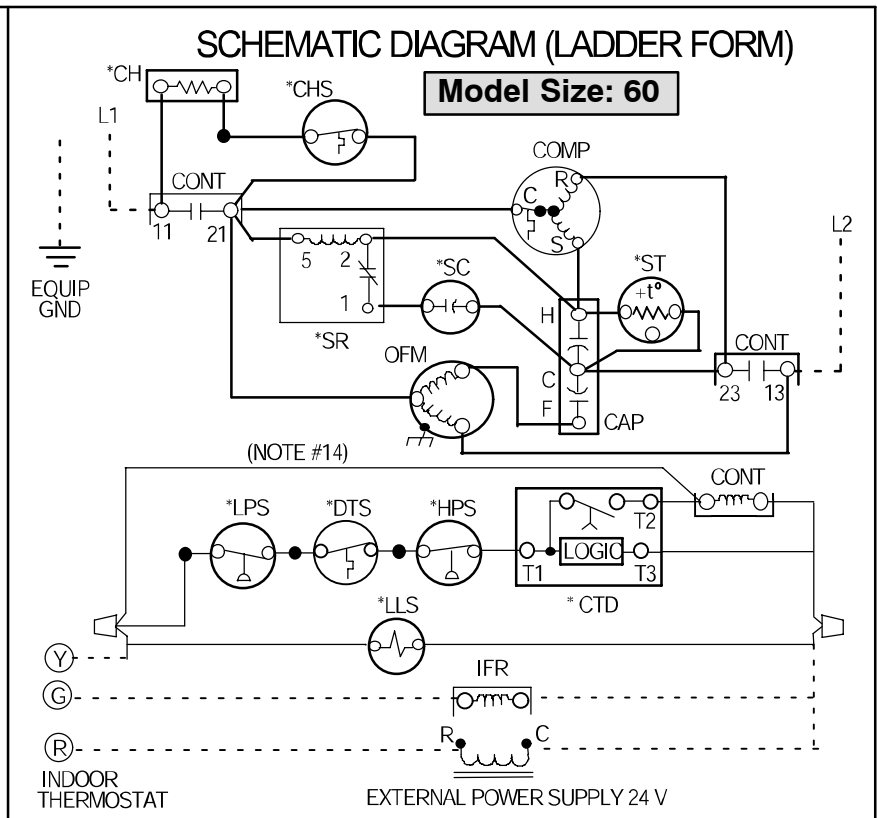 SCHEMATIC DIAGRAM (LADDER FORM)
Model Size: 60
*CH
*CHS
L1
CONT
11
21
COMP
R
C
S
L2
5
2
1
*SR
*SC
*ST
+t°
EQUIP
GND
H
C
F
CAP
CONT
23
13
OFM
(NOTE #14)
CONT
*LPS
*DTS
*HPS
T2
T1
LOGIC
T3
* CTD
*LLS
Y
G
IFR
R
R
C
INDOOR
THERMOSTAT
EXTERNAL POWER SUPPLY 24 V